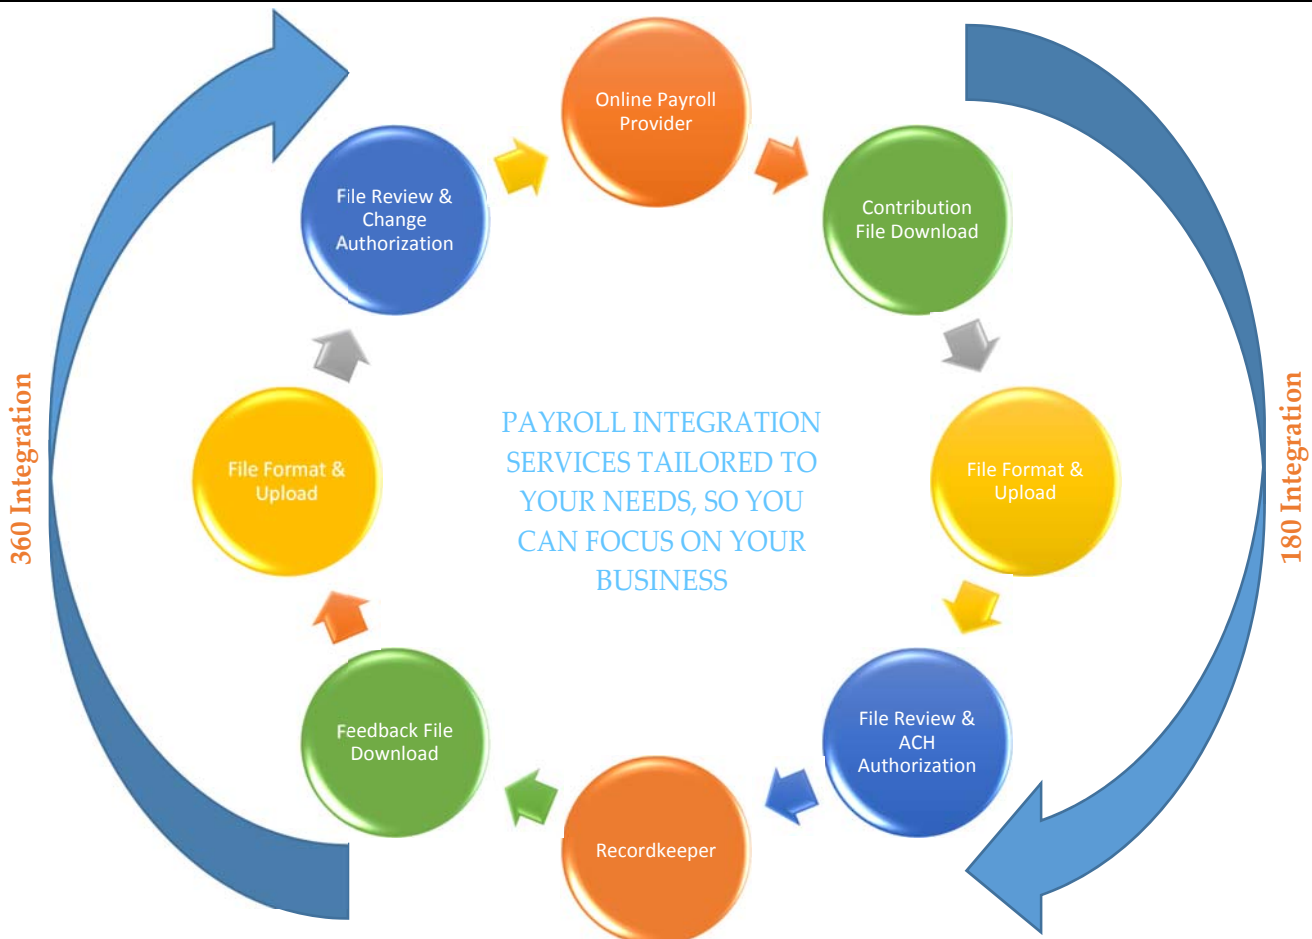 Online Payroll
Provider
Contribution
File Download
File Format &
Upload
File Review &
ACH
Authorization
Recordkeeper
Feedback File
Download
File Format &
Upload
File Review &
Change
Authorization
PAYROLL INTEGRATION
SERVICES TAILORED TO
YOUR NEEDS, SO YOU
CAN FOCUS ON YOUR
BUSINESS
360 Integration
180 Integration